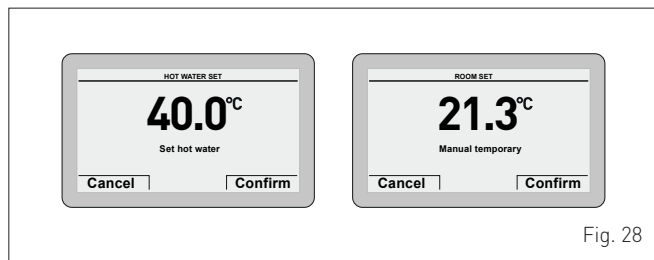 HOT WATER SET
40.0°C
Set hot water
Cancel Confirm
ROOM SET
21.3°C
Manual temporary
Cancel Confirm
Fig. 28